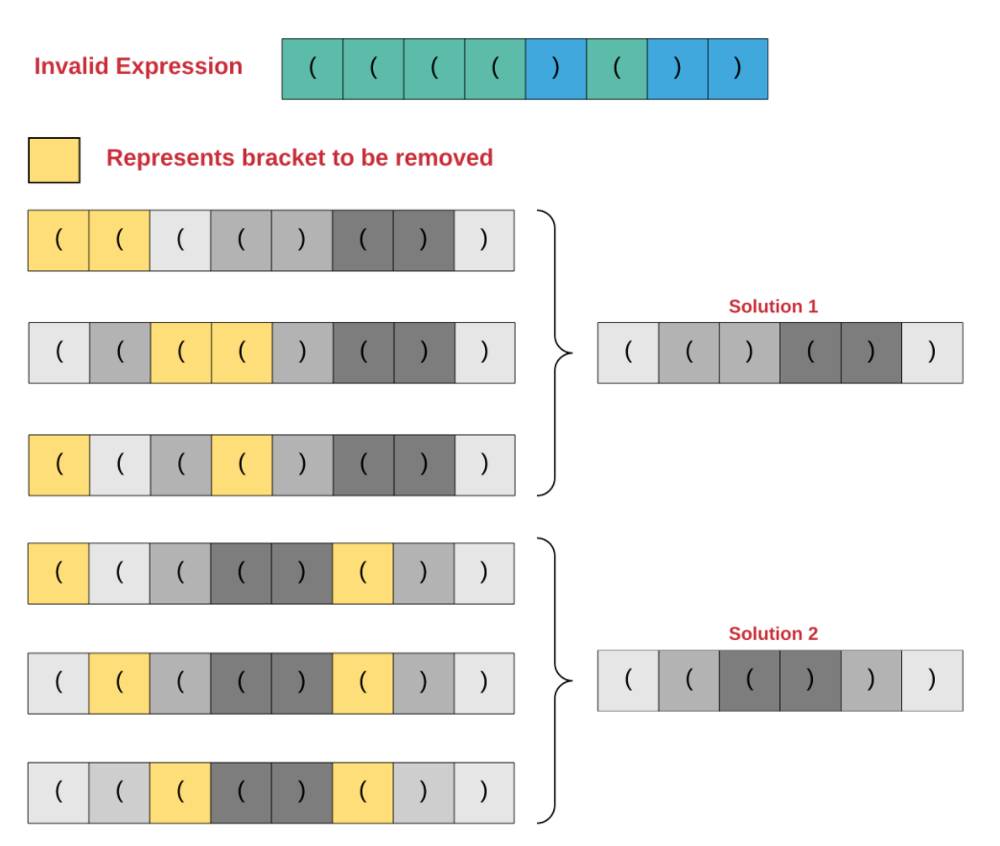 Invalid Expression ( ( ( ( ) ( ) )
Represents bracket to be removed
( ( ( ( ) ( ) )
Solution 1
( ( ( ( ) ( ) )
( ( ) ( ) )
( ( ( ( ) ( ) )
( ( ( ( ) ( ) )
Solution 2
( ( ( ( ) ( ) )
( ( ( ) ) )
( ( ( ( ) ( ) )